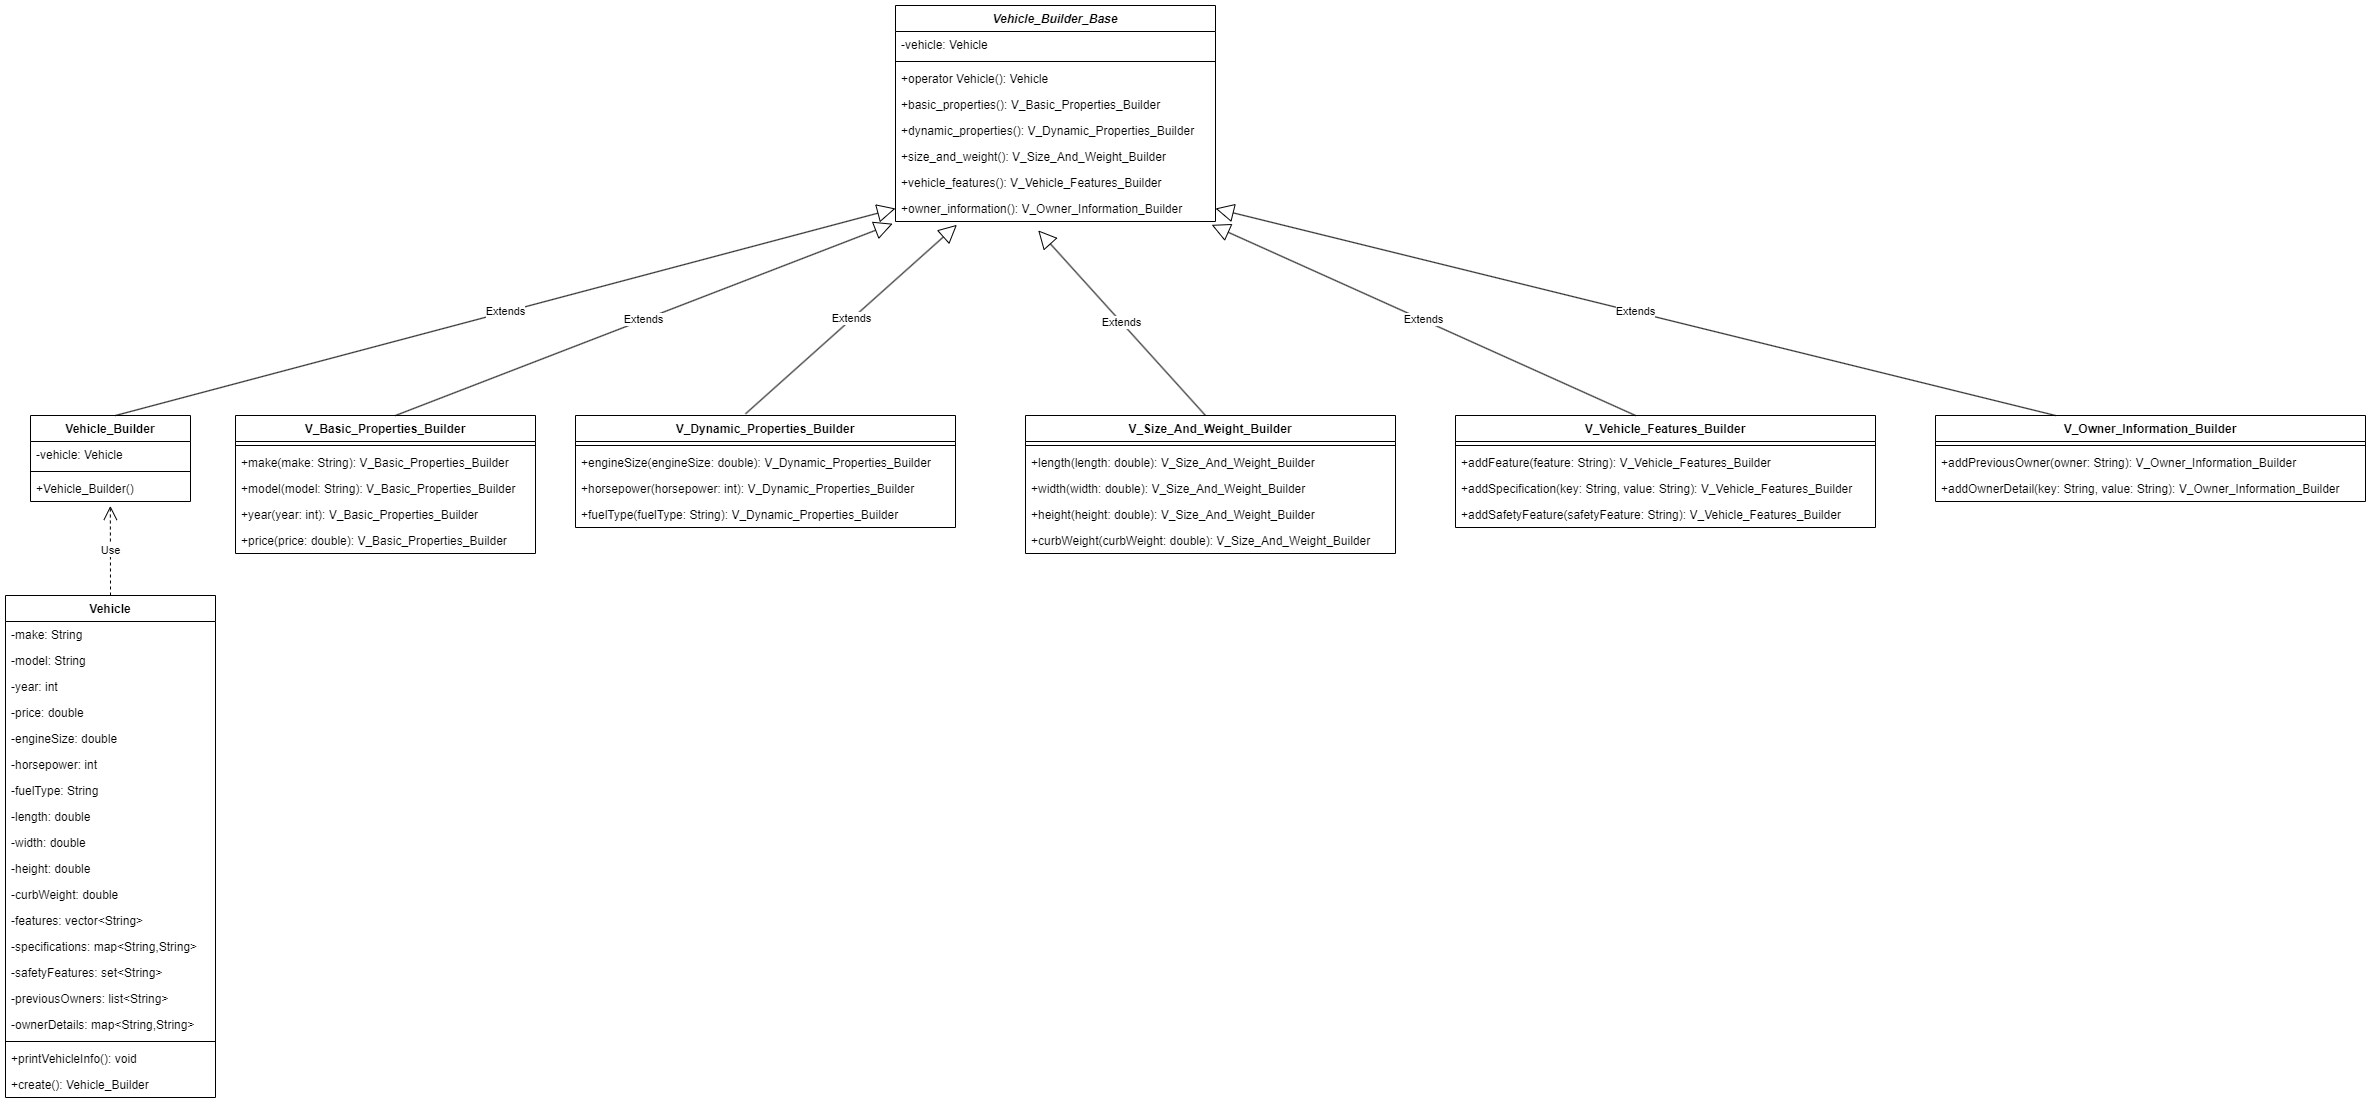 Vehicle_Builder_Base
-vehicle: Vehicle
+operator Vehicle(): Vehicle
+basic_properties(): V_Basic_Properties_Builder
+dynamic_properties(): V_Dynamic_Properties_Builder
+size_and_weight(): V_Size_And_Weight_Builder
+vehicle_features(): V_Vehicle_Features_Builder
+owner_information(): V_Owner_Information_Builder
Extends
Extends
Extends
Extends
Extends
Extends
Vehicle_Builder
-vehicle: Vehicle
+Vehicle_Builder()
V_Basic_Properties_Builder
+make(make: String): V_Basic_Properties_Builder
+model(model: String): V_Basic_Properties_Builder
+year(year: int): V_Basic_Properties_Builder
+price(price: double): V_Basic_Properties_Builder
V_Dynamic_Properties_Builder
+engineSize(engineSize: double): V_Dynamic_Properties_Builder
+horsepower(horsepower: int): V_Dynamic_Properties_Builder
+fuelType(fuelType: String): V_Dynamic_Properties_Builder
V_Size_And_Weight_Builder
+length(length: double): V_Size_And_Weight_Builder
+width(width: double): V_Size_And_Weight_Builder
+height(height: double): V_Size_And_Weight_Builder
+curbWeight(curbWeight: double): V_Size_And_Weight_Builder
V_Vehicle_Features_Builder
+addFeature(feature: String): V_Vehicle_Features_Builder
+addSpecification(key: String, value: String): V_Vehicle_Features_Builder
+addSafetyFeature(safetyFeature: String): V_Vehicle_Features_Builder
V_Owner_Information_Builder
+addPreviousOwner(owner: String): V_Owner_Information_Builder
+addOwnerDetail(key: String, value: String): V_Owner_Information_Builder
Use
Vehicle
-make: String
-model: String
-year: int
-price: double
-engineSize: double
-horsepower: int
-fuelType: String
-length: double
-width: double
-height: double
-curbWeight: double
-features: vector<String>
-specifications: map<String,String>
-safetyFeatures: set<String>
-previousOwners: list<String>
-ownerDetails: map<String,String>
+printVehicleInfo(): void
+create(): Vehicle_Builder